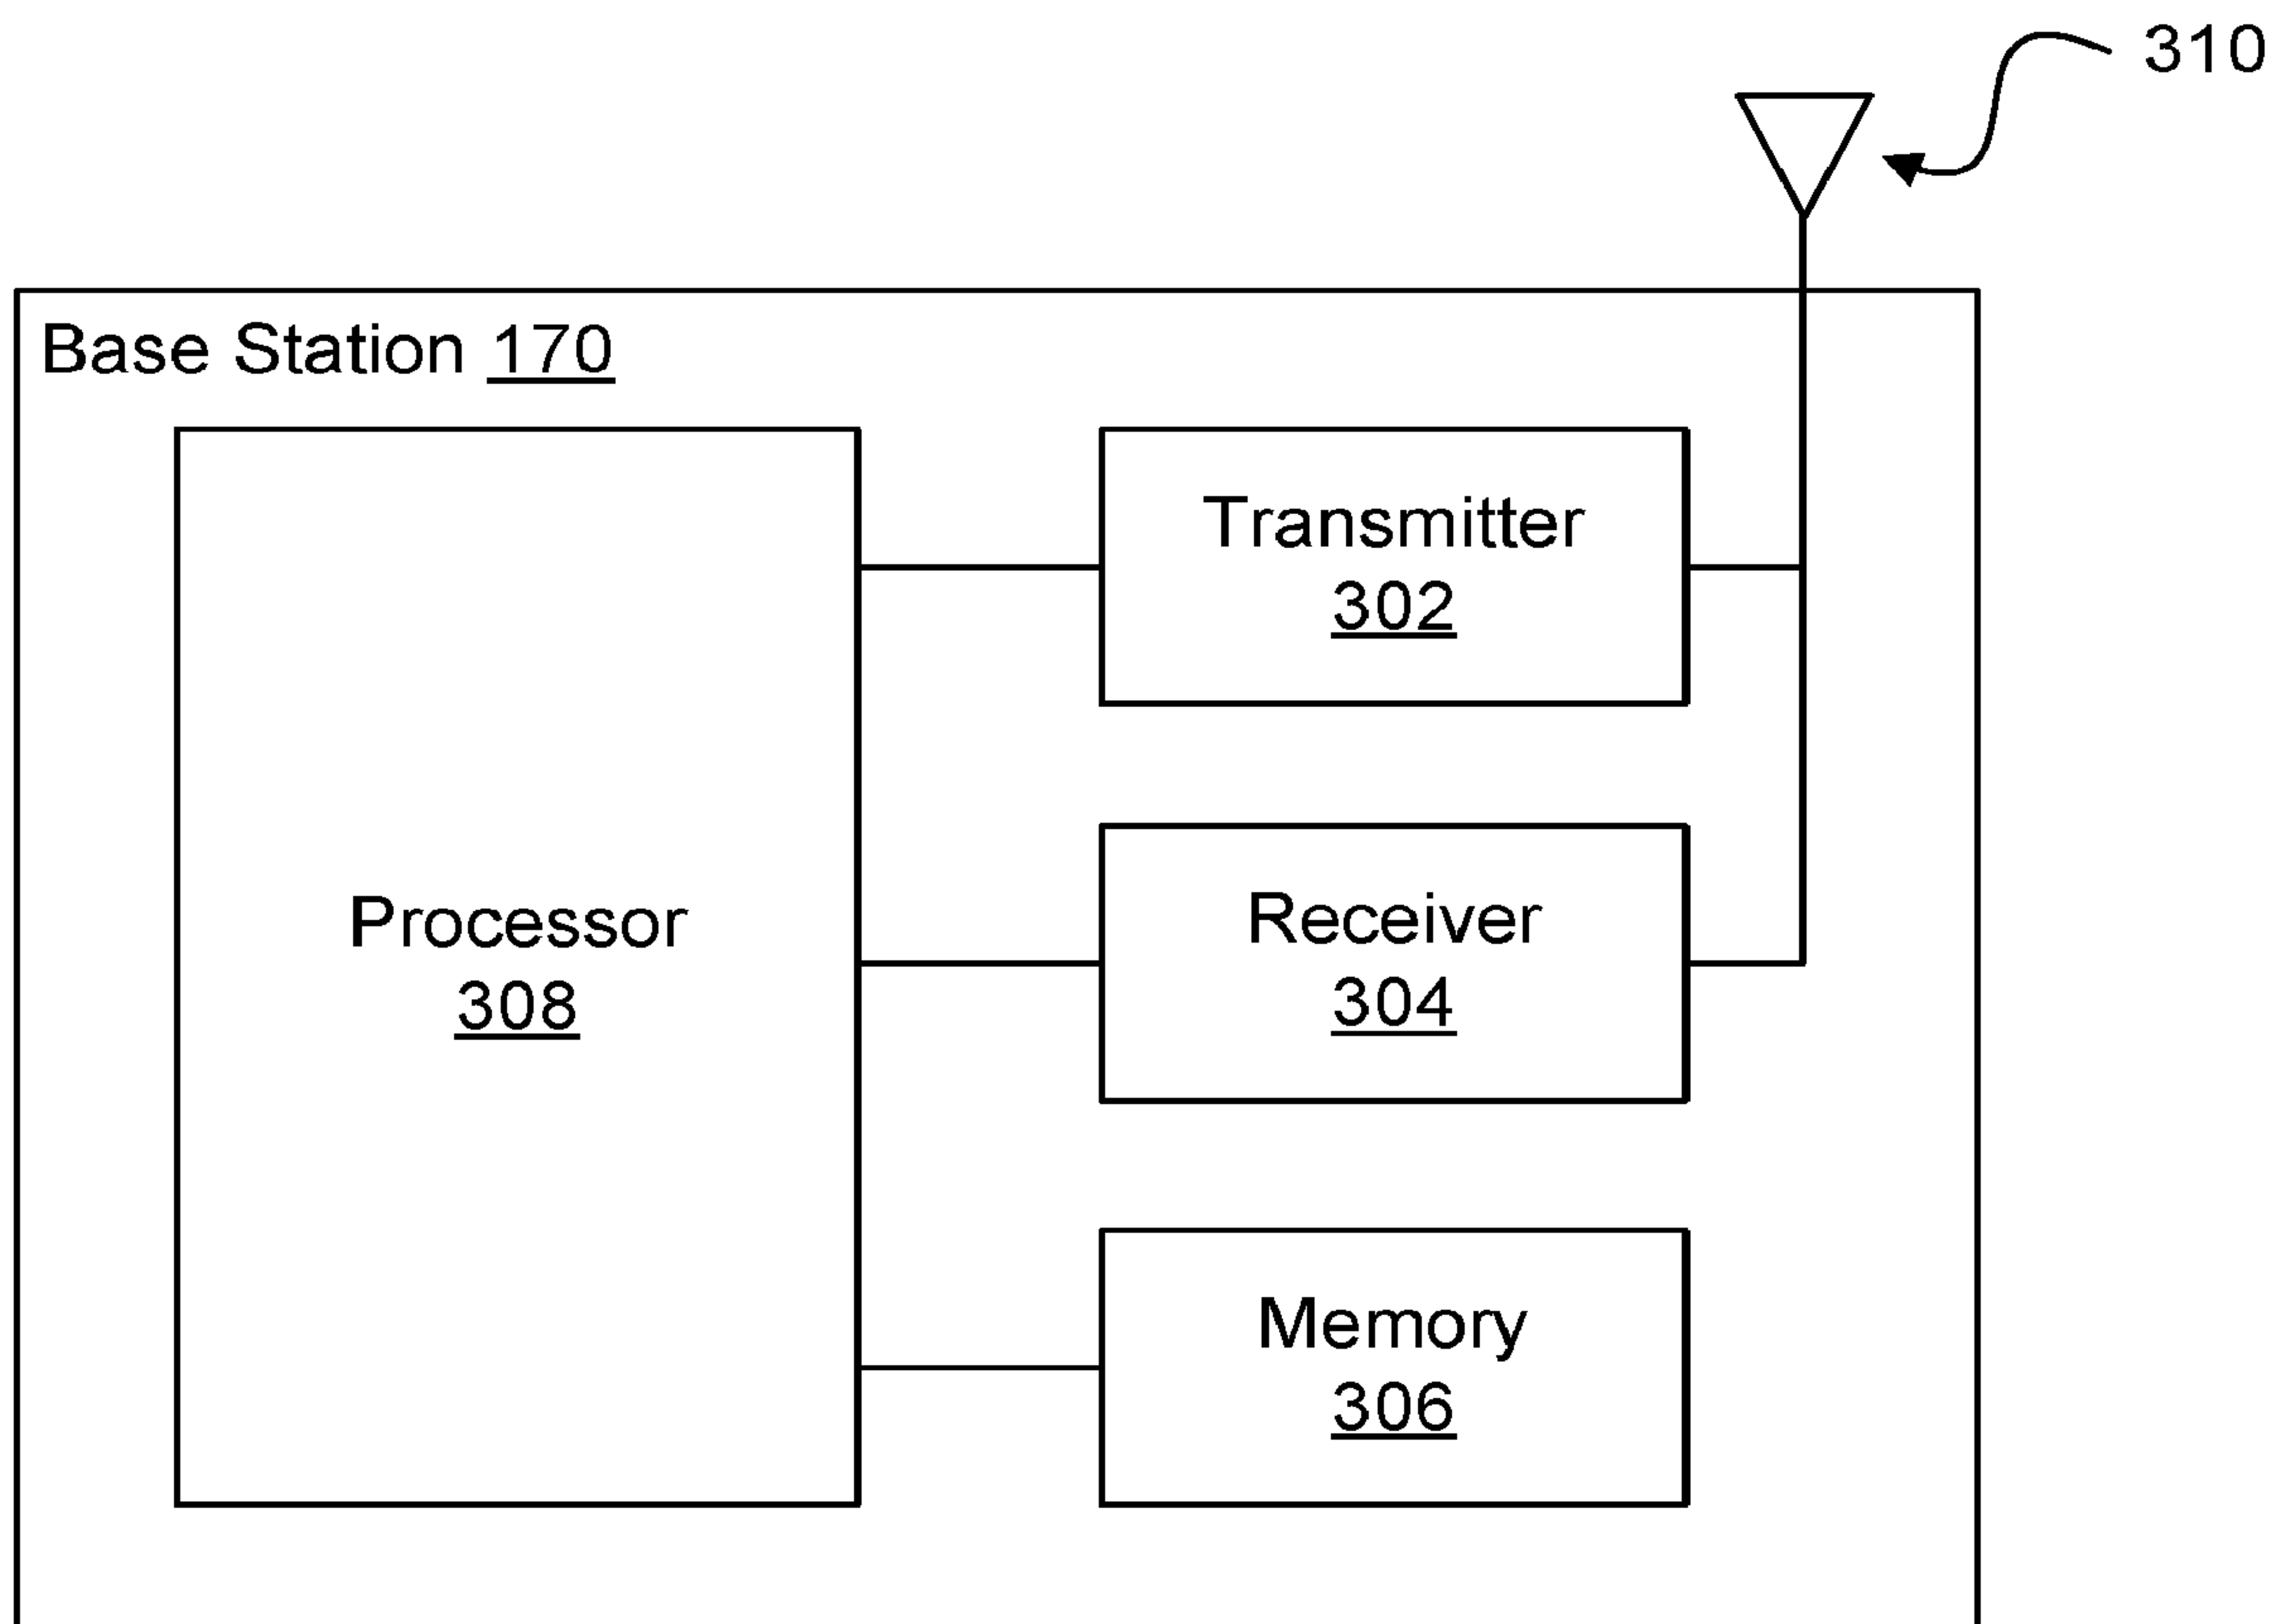 310
Base Station 170
Transmitter
302
Processor
308
Receiver
304
Memory
306